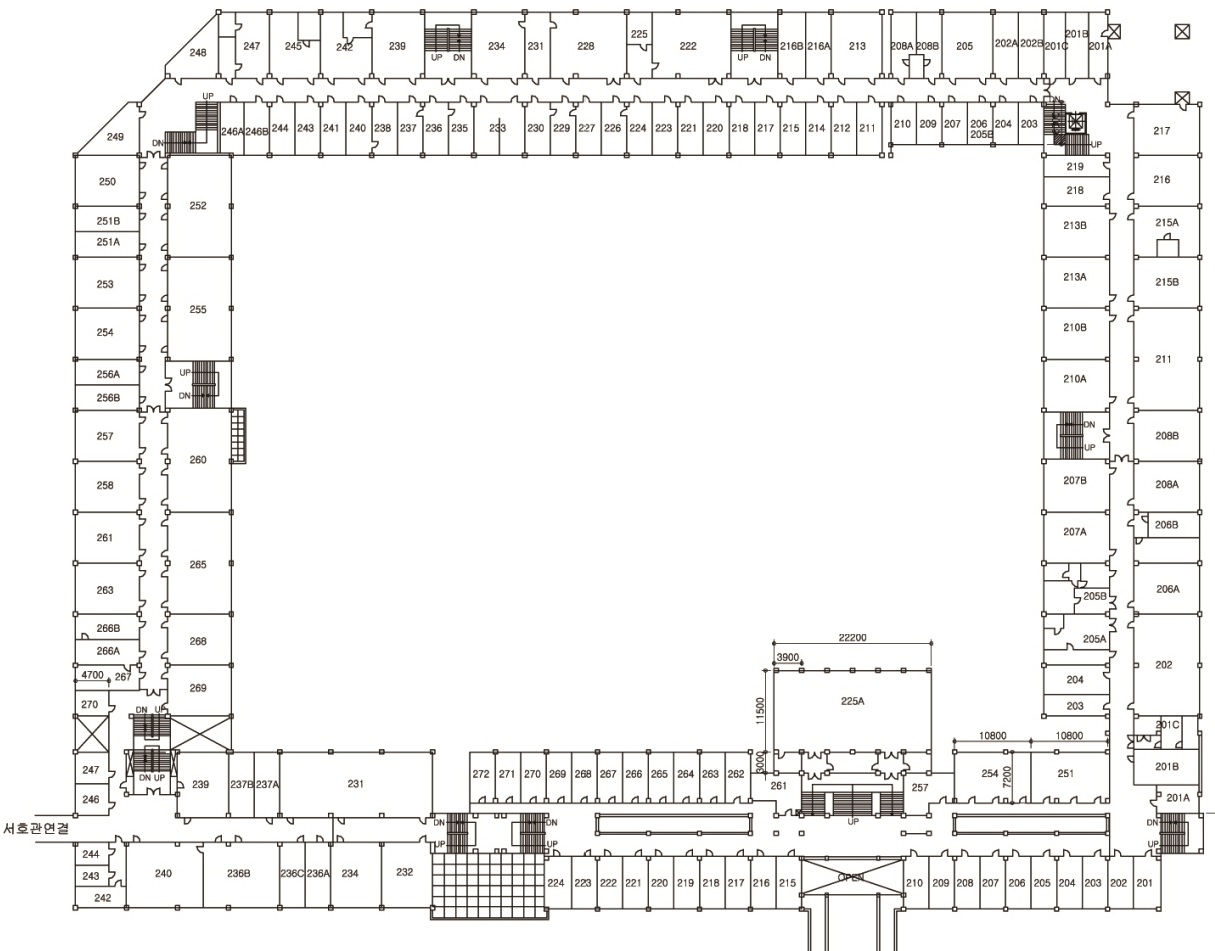 248 247 245 242 239 234 231 228 225 222 216B 216A 213 208A 208B 205 202A 202B 201C 201B 201A
UP DN UP DN
UP DN
246A 246B 244 243 241 240 238 237 236 235 233 230 229 227 226 224 223 221 220 218 217 215 214 212 211 210 209 207 206 205B 204 203
DN UP
249
217
250 252 219 216
218
251B 213B 215A
251A
253 255 213A 215B
254 210B 211
256A UP 210A
256B DN
257 260 DN 208B
UP
258 207B 208A
261 265 207A 206B
263 205B 206A
266B 268 205A 202
266A
22200
3900
4700 267 269 204
270 203
DN UP 225A 201C
11500
10800 10800
3000
7200
DN UP
247 239 237B 237A 231 272 271 270 269 268 267 266 265 264 263 262 261 257 254 251 201B
246 201A
서호관연결 DN DN UP DN
UP UP UP
244 240 236B 236C 236A 234 232 224 223 222 221 220 219 218 217 216 215 OPEN 210 209 208 207 206 205 204 203 202 201
243
242